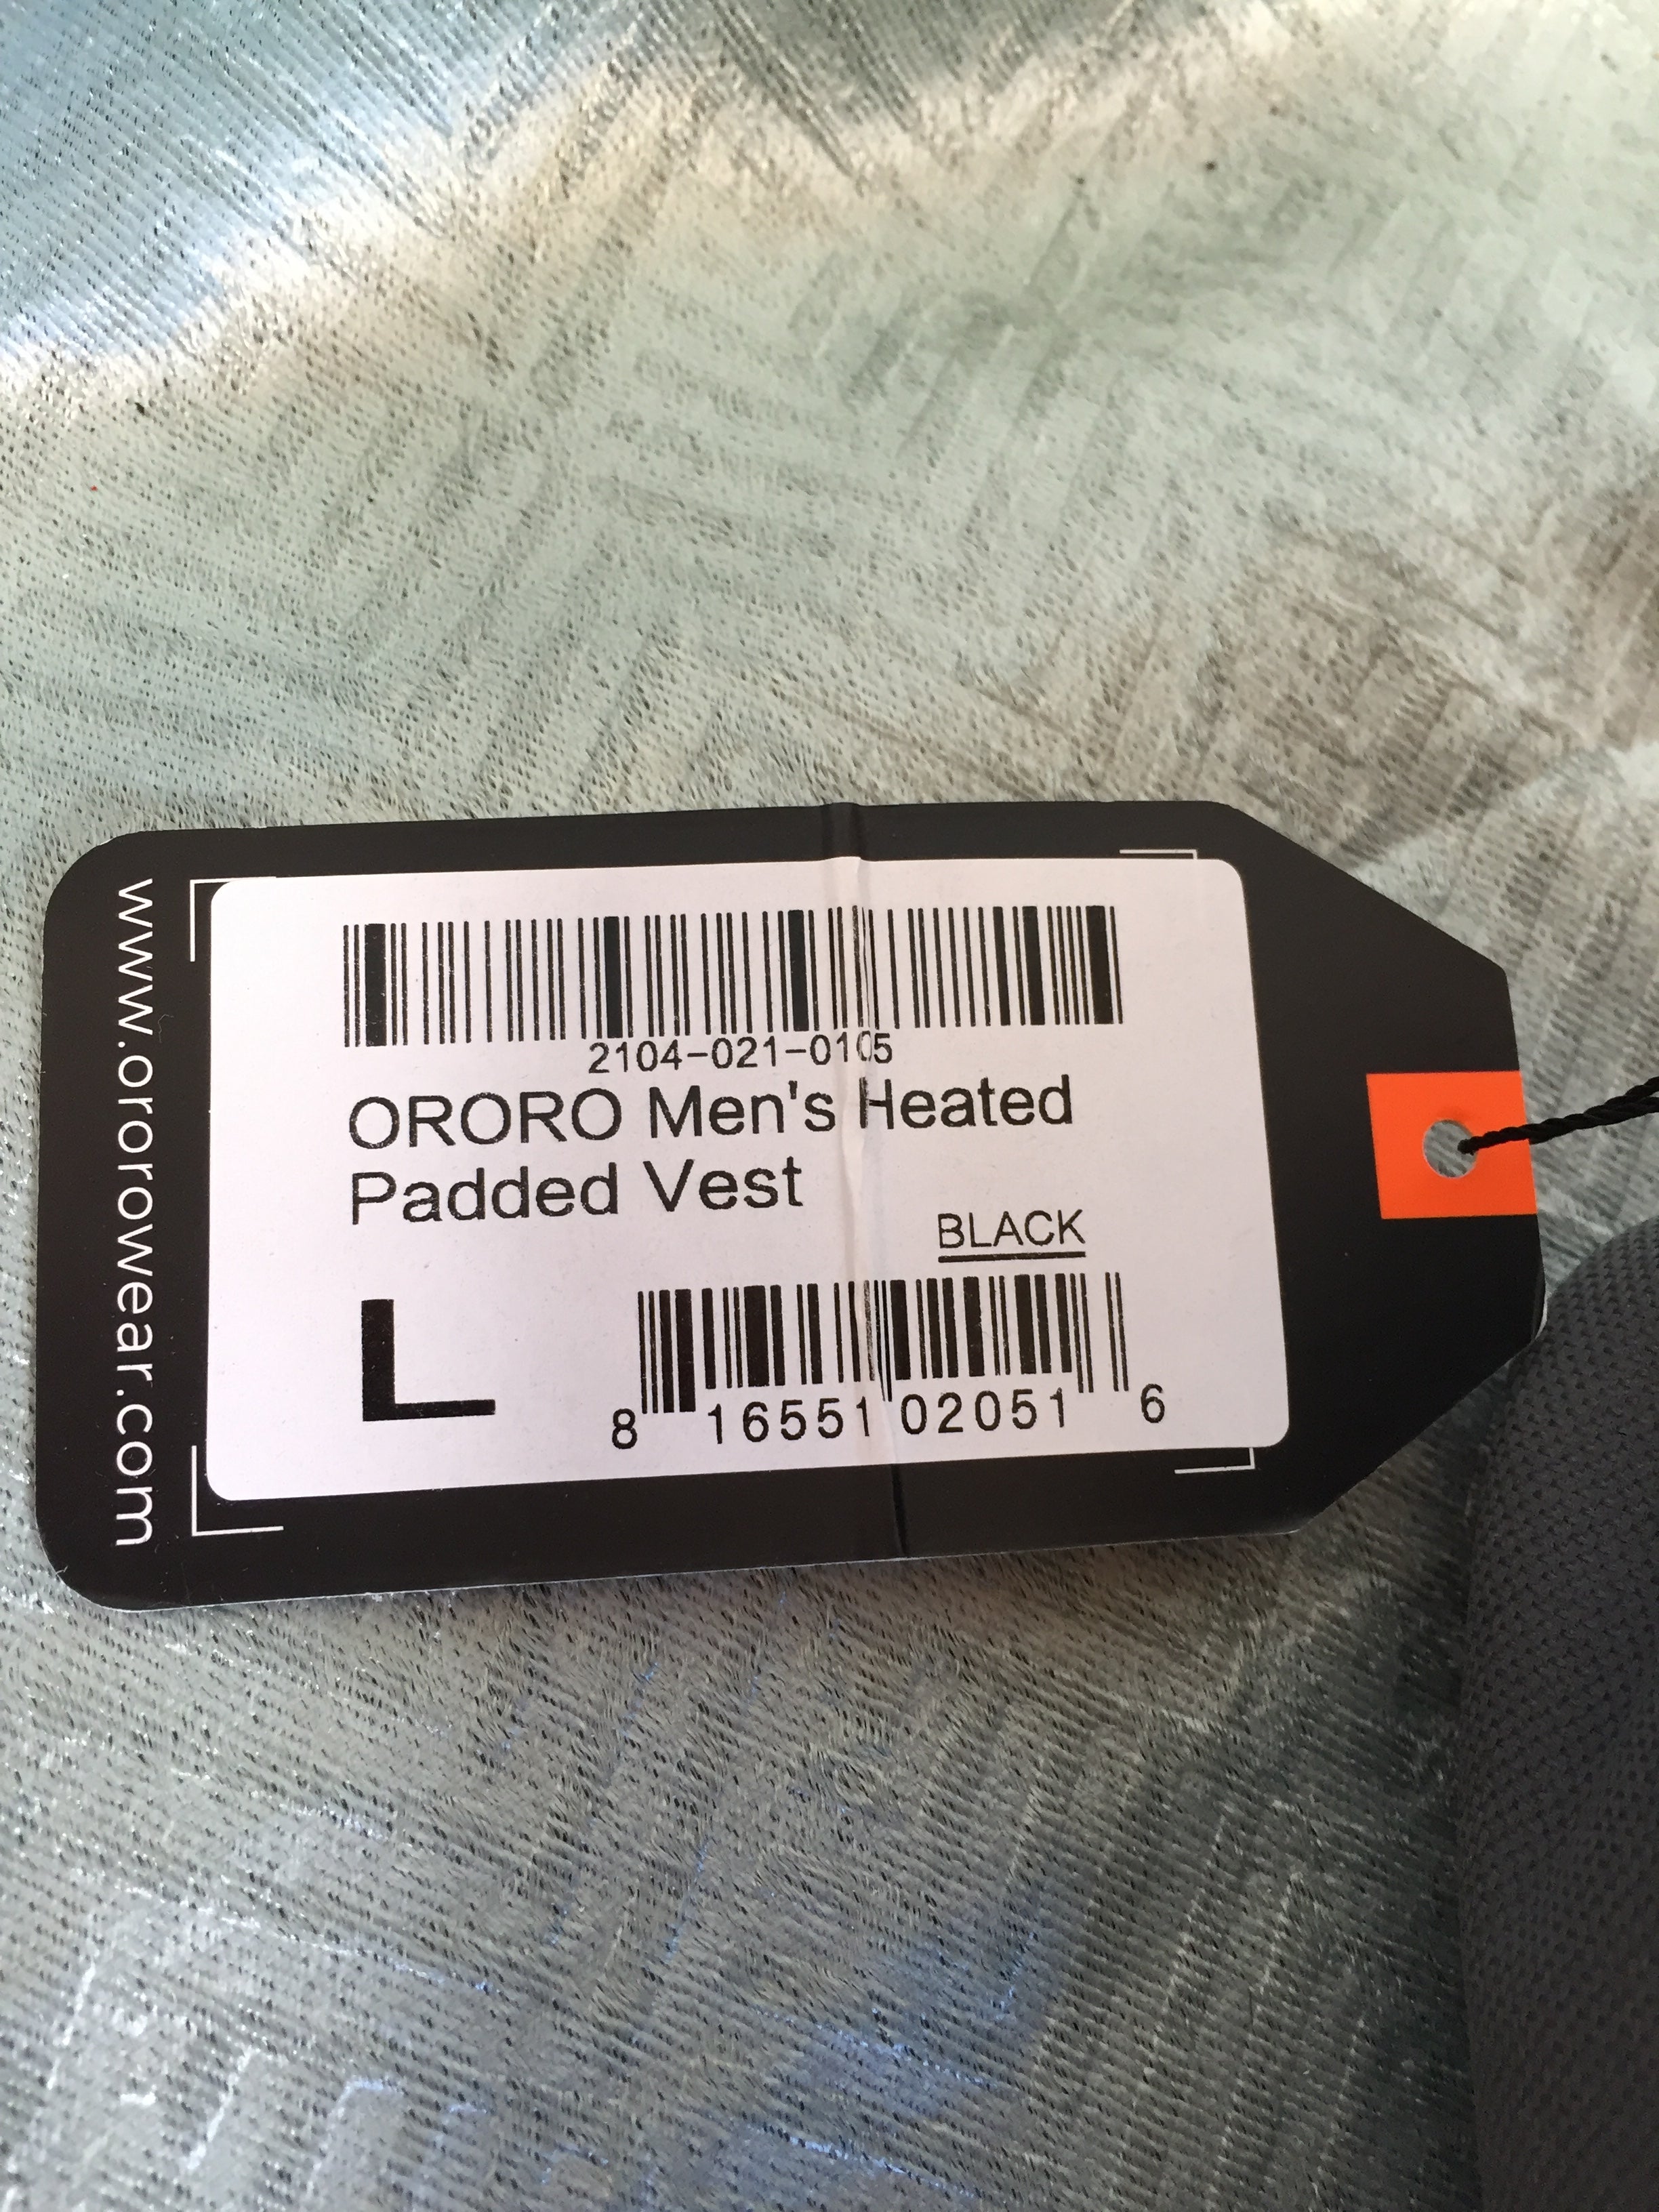 www.ororowear.com
2104-021-0105
ORORO Men's Heated
Padded Vest
BLACK
L
8 16551 02051 6